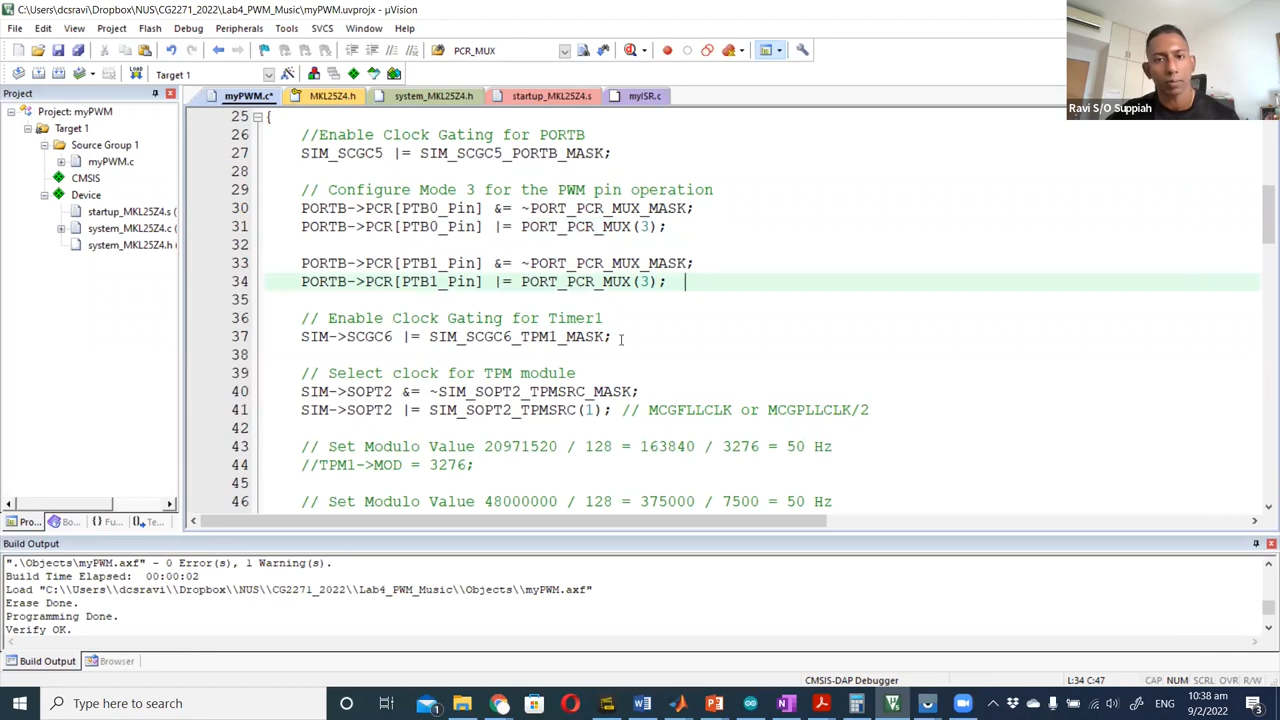 C:\Users\dcsravi\Dropbox\NUS\CG2271_2022\Lab4_PWM_Music\myPWM.uvprojx - µVision
File Edit View Project Flash Debug Peripherals Tools SVCS Window Help
PCR_MUX
LOAD
Target 1
Ravi S/O Suppiah
Project
Project: myPWM
Target 1
Source Group 1
myPWM.c
CMSIS
Device
startup_MKL25Z4.s (
system_MKL25Z4.c (
system_MKL25Z4.h (
Pro... Bo... {} Fu... Te...
myPWM.c* MKL25Z4.h system_MKL25Z4.h startup_MKL25Z4.s myISR.c
25 {
26 //Enable Clock Gating for PORTB
27 SIM_SCGC5 |= SIM_SCGC5_PORTB_MASK;
28
29 // Configure Mode 3 for the PWM pin operation
30 PORTB->PCR[PTB0_Pin] &= ~PORT_PCR_MUX_MASK;
31 PORTB->PCR[PTB0_Pin] |= PORT_PCR_MUX(3);
32
33 PORTB->PCR[PTB1_Pin] &= ~PORT_PCR_MUX_MASK;
34 PORTB->PCR[PTB1_Pin] |= PORT_PCR_MUX(3);
35
36 // Enable Clock Gating for Timer1
37 SIM->SCGC6 |= SIM_SCGC6_TPM1_MASK;
38
39 // Select clock for TPM module
40 SIM->SOPT2 &= ~SIM_SOPT2_TPMSRC_MASK;
41 SIM->SOPT2 |= SIM_SOPT2_TPMSRC(1); // MCGFLLCLK or MCGPLLCLK/2
42
43 // Set Modulo Value 20971520 / 128 = 163840 / 3276 = 50 Hz
44 //TPM1->MOD = 3276;
45
46 // Set Modulo Value 48000000 / 128 = 375000 / 7500 = 50 Hz
Build Output
".\Objects\myPWM.axf" - 0 Error(s), 1 Warning(s).
Build Time Elapsed: 00:00:02
Load "C:\\Users\\dcsravi\\Dropbox\\NUS\\CG2271_2022\\Lab4_PWM_Music\\Objects\\myPWM.axf"
Erase Done.
Programming Done.
Verify OK.
Build Output Browser
CMSIS-DAP Debugger L:34 C:47 CAP NUM SCRL OVR R/W
Type here to search
ENG
10:38 am
9/2/2022